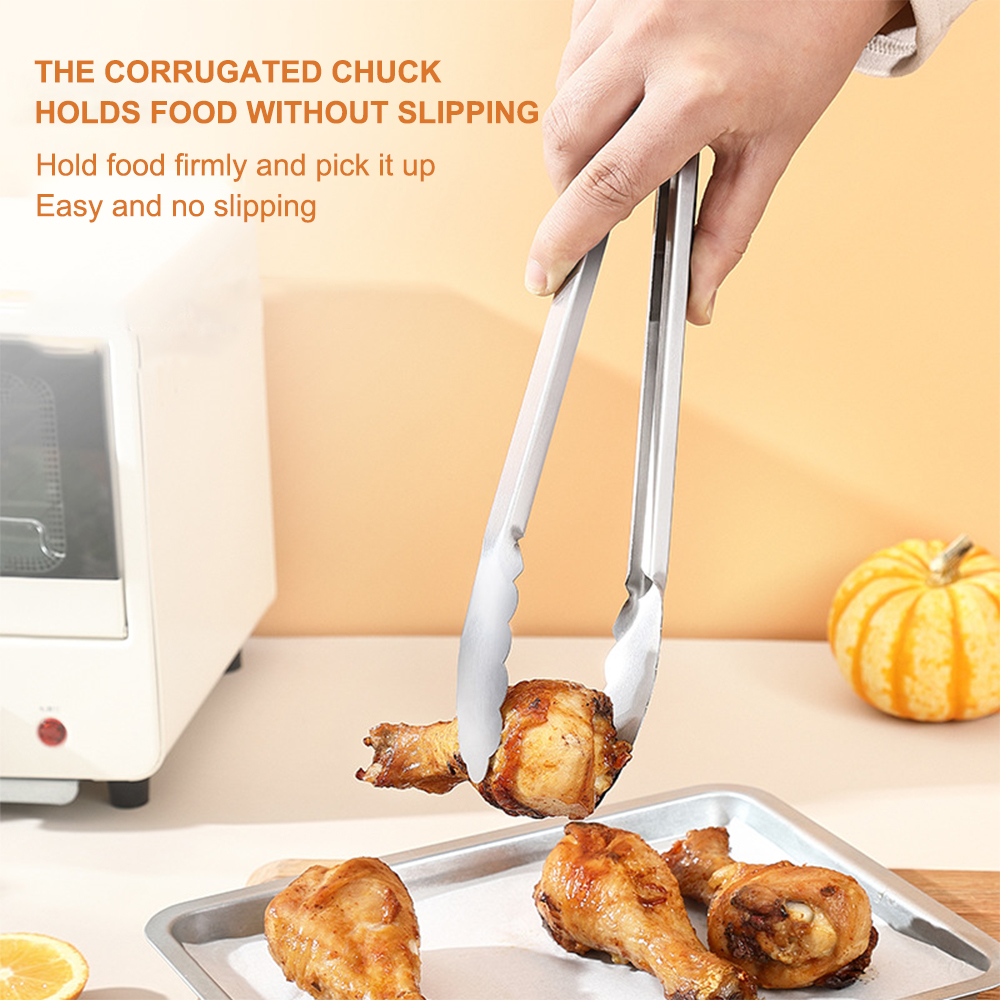 THE CORRUGATED CHUCK
HOLDS FOOD WITHOUT SLIPPING
Hold food firmly and pick it up
Easy and no slipping